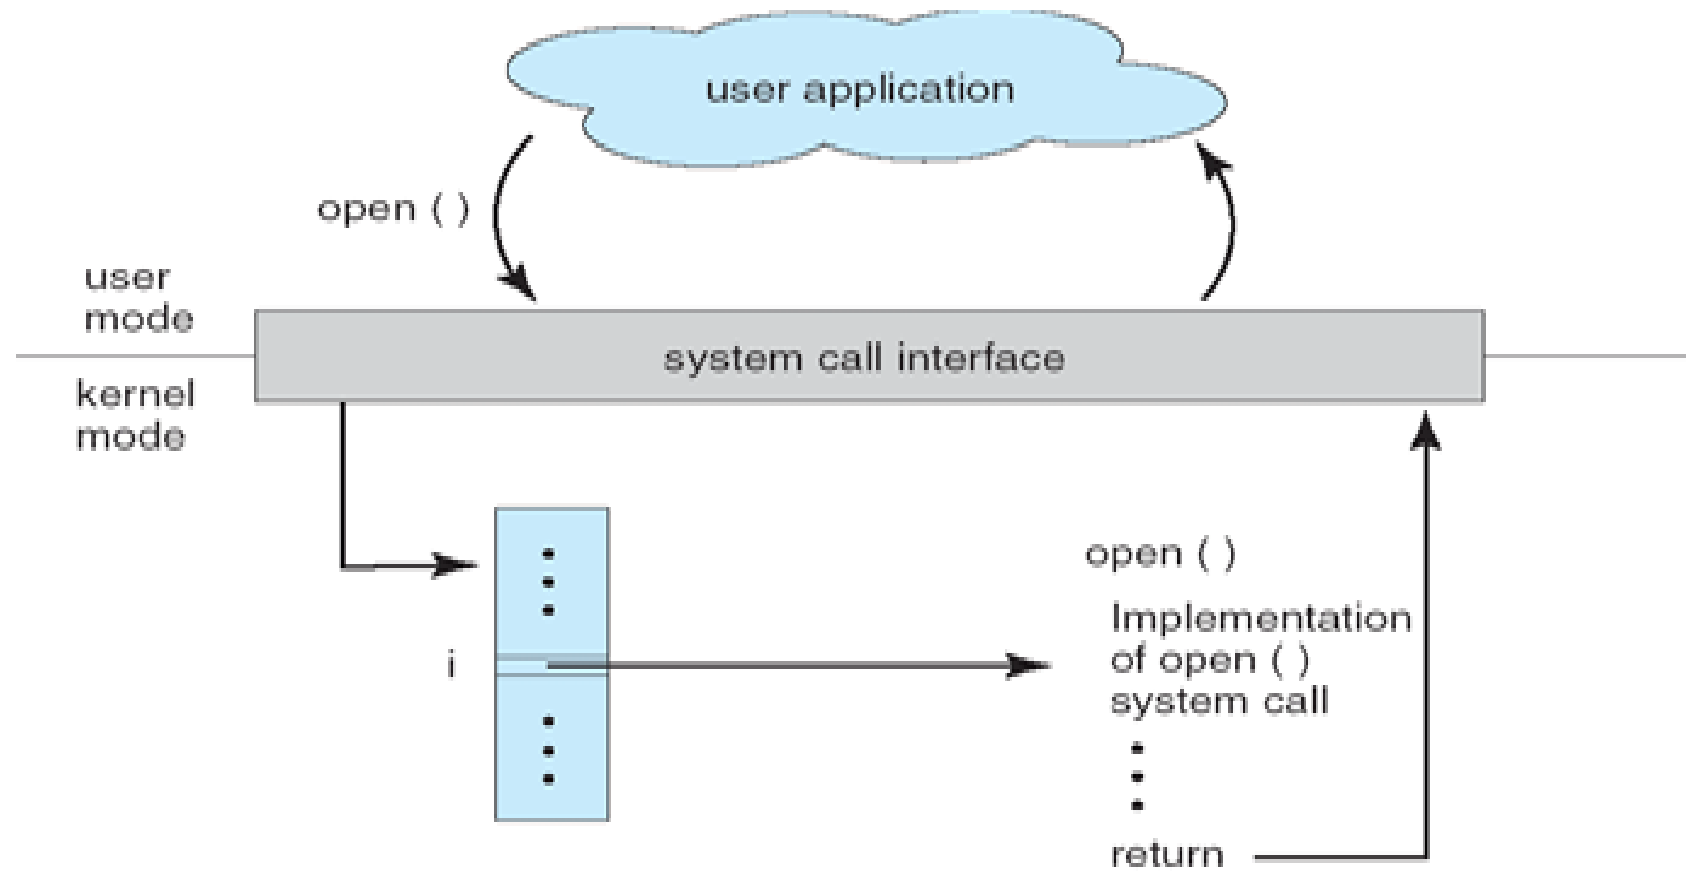 user application
open ( )
user
mode
system call interface
kernel
mode
open ( )
Implementation
of open ( )
system call
i
return